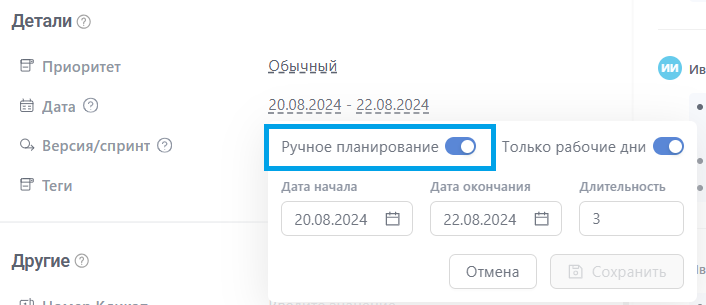 Детали
Приоритет Обычный
ИИ Ив
Дата 20.08.2024 - 22.08.2024
Версия/спринт Ручное планирование Только рабочие дни
Теги Дата начала Дата окончания Длительность
20.08.2024 22.08.2024 3
Другие
Отмена Сохранить
Ив